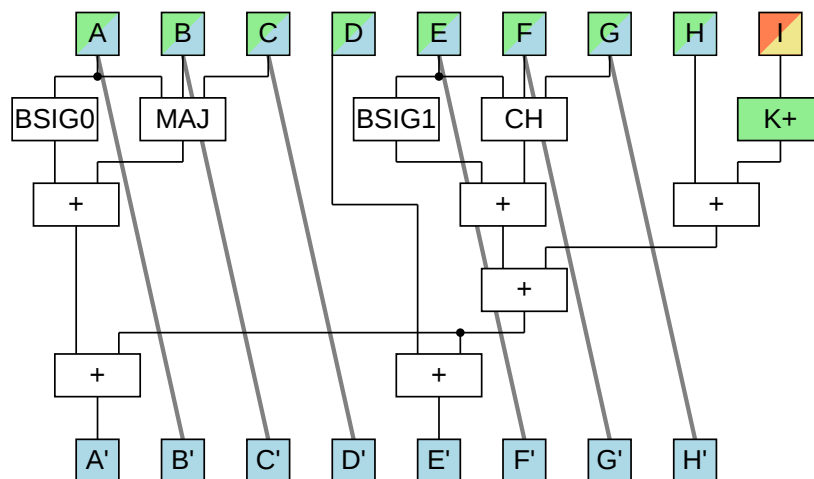 A B C D E F G H I
BSIG0 MAJ BSIG1 CH K+
+ + +
+
+ +
A' B' C' D' E' F' G' H'